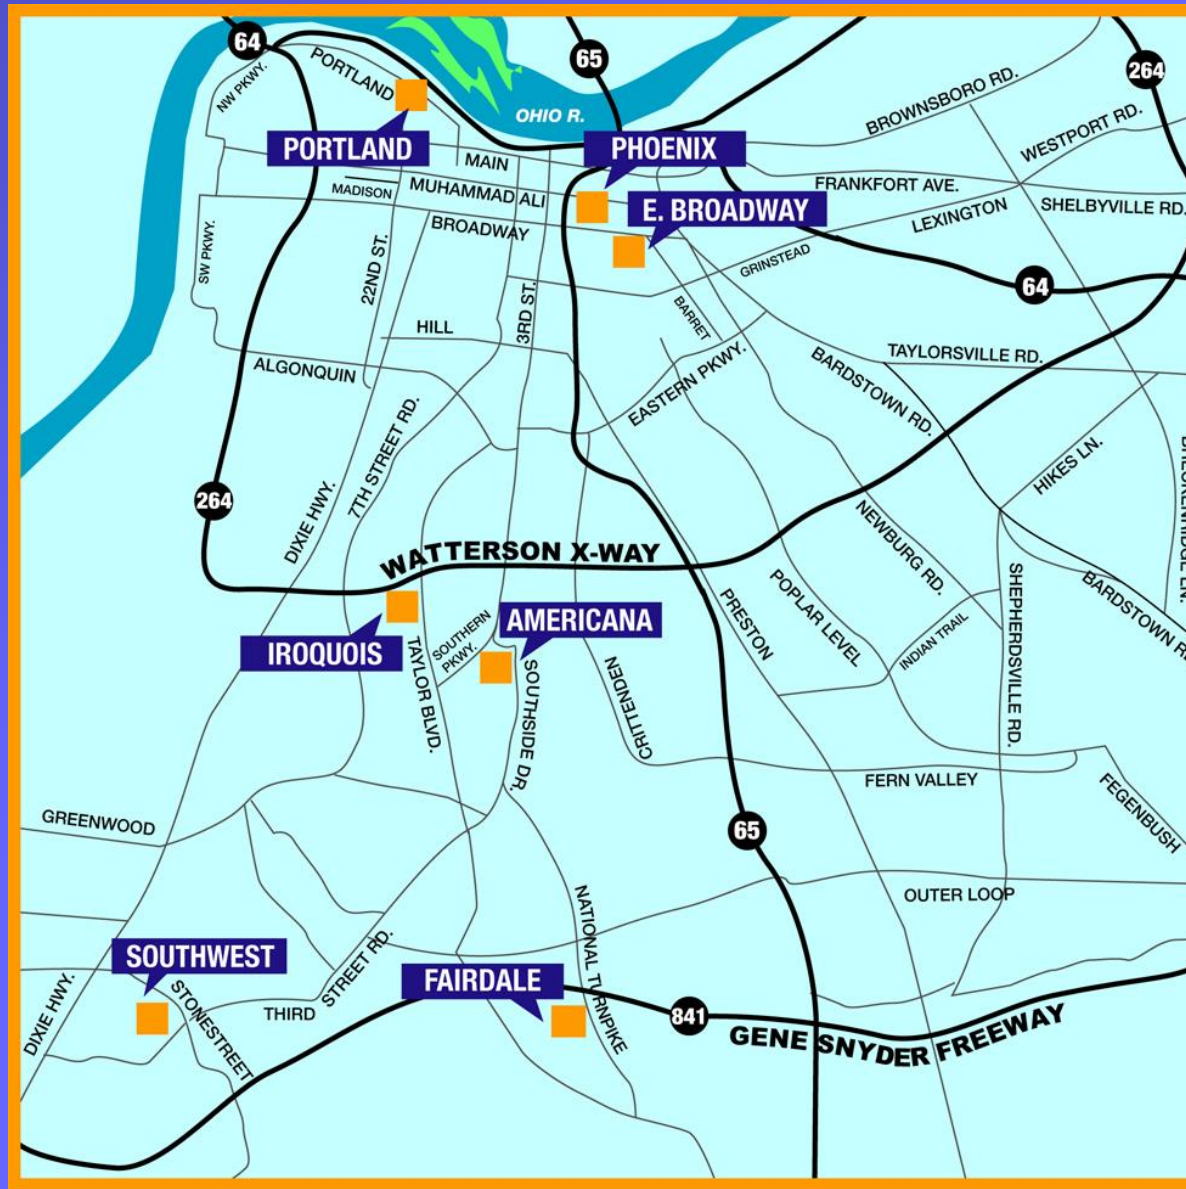 64
65
264
PORTLAND
NW PKWY.
OHIO R.
BROWNSBORO RD.
WESTPORT RD.
PORTLAND
PHOENIX
MAIN
MADISON
MUHAMMAD ALI
FRANKFORT AVE.
LEXINGTON
SHELBYVILLE RD.
E. BROADWAY
BROADWAY
SW PKWY.
22ND ST.
GRINSTEAD
64
3RD ST.
BARRET
HILL
ALGONQUIN
EASTERN PKWY.
TAYLORSVILLE RD.
BARDSTOWN RD.
7TH STREET RD.
HIKES LN.
BRECKENRIDGE LN.
264
DIXIE HWY.
WATTERSON X-WAY
NEWBURG RD.
POPLAR LEVEL
PRESTON
SHEPHERDSVILLE RD.
BARDSTOWN R
IROQUOIS
AMERICANA
SOUTHERN
PKWY.
INDIAN TRAIL
TAYLOR BLVD.
SOUTHSIDE DR.
CRITTENDEN
FERN VALLEY
FEGENBUSH
GREENWOOD
65
OUTER LOOP
NATIONAL TURNPIKE
SOUTHWEST
FAIRDALE
DIXIE HWY.
STONESTREET
THIRD
STREET RD.
841
GENE SNYDER FREEWAY